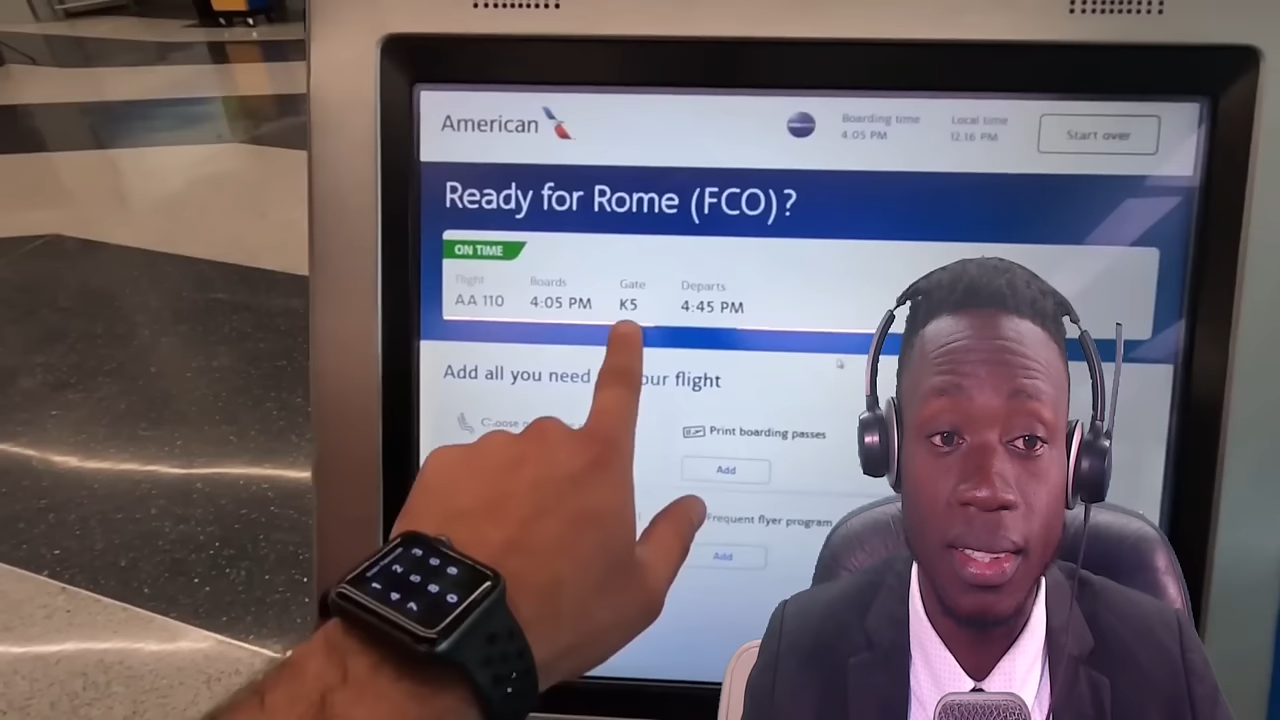 American
Boarding time
4:05 PM
Local time
12:16 PM
Start over
Ready for Rome (FCO)?
ON TIME
Flight
AA 110
Boards
4:05 PM
Gate
K5
Departs
4:45 PM
Add all you need our flight
Choose
Print boarding passes
Add
Frequent flyer program
Add